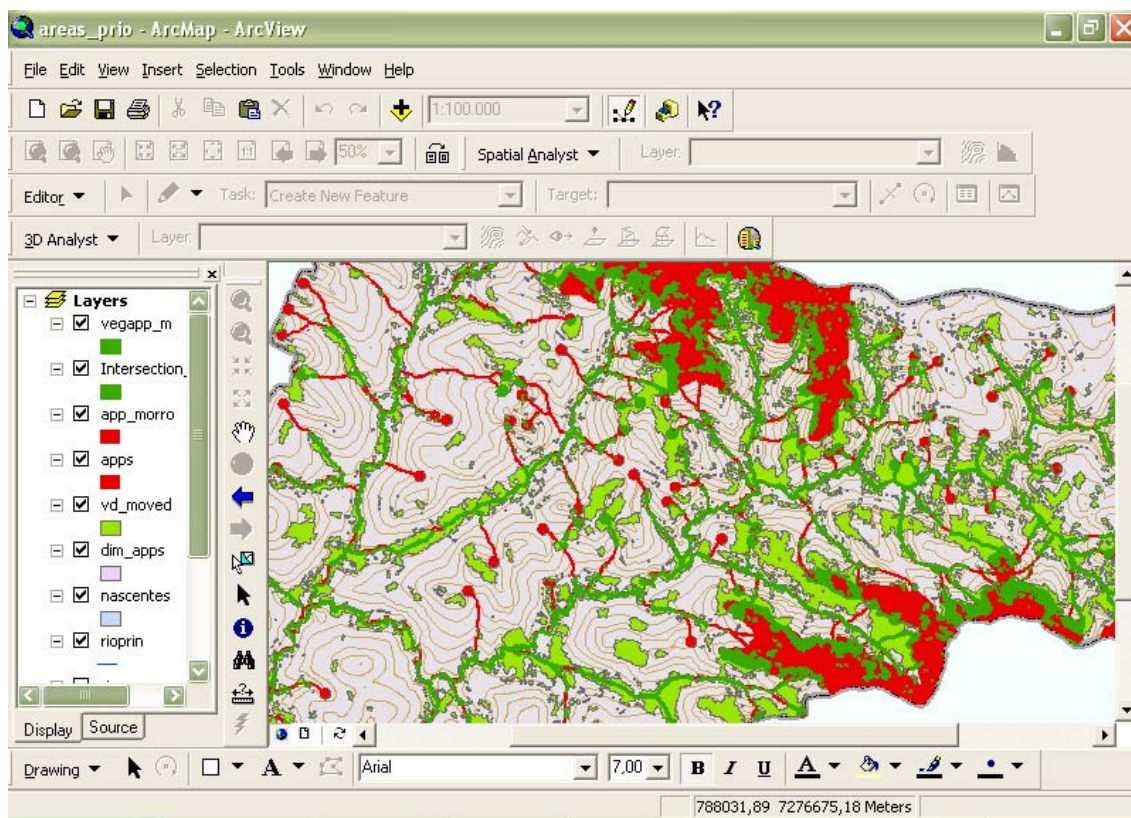 areas_prio - ArcMap - ArcView
File Edit View Insert Selection Tools Window Help
1:100,000
50% Spatial Analyst Layer:
Editor Task: Create New Feature Target:
3D Analyst Layer:
Layers
vegapp_m
Intersection_
app_morro
apps
vd_moved
dim_apps
nascentes
rioprin
Display Source
Drawing A Arial 7,00 B I U A
788031,89 7276675,18 Meters